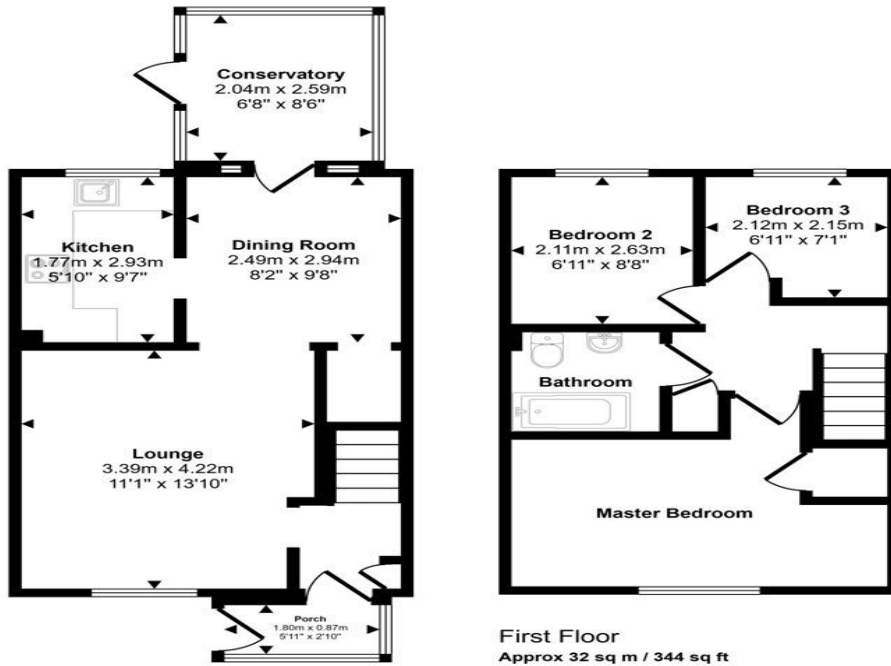 Conservatory
2.04m x 2.59m
6'8" x 8'6"
Kitchen
1.77m x 2.93m
5'10" x 9'7"
Dining Room
2.49m x 2.94m
8'2" x 9'8"
Lounge
3.39m x 4.22m
11'1" x 13'10"
Porch
1.80m x 0.87m
5'11" x 2'10"
Bedroom 2
2.11m x 2.63m
6'11" x 8'8"
Bedroom 3
2.12m x 2.15m
6'11" x 7'1"
Bathroom
Master Bedroom
First Floor
Approx 32 sq m / 344 sq ft